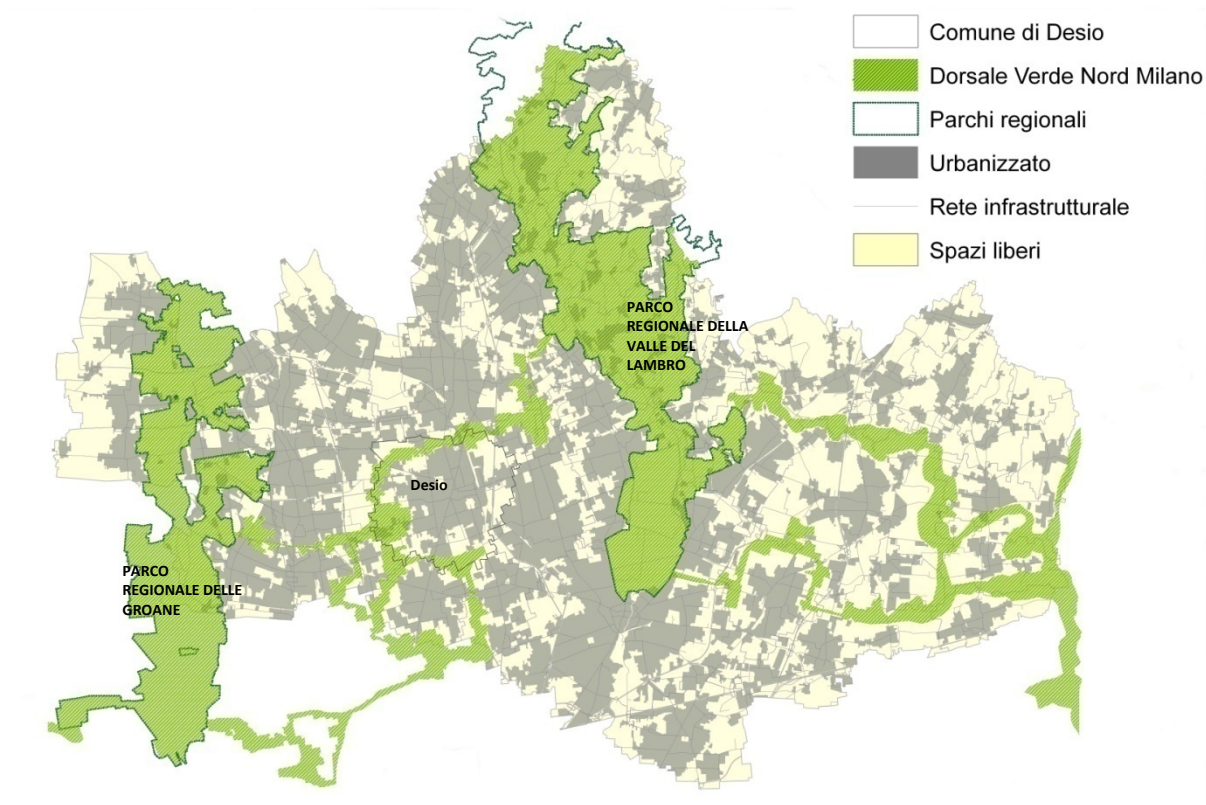 Comune di Desio
Dorsale Verde Nord Milano
Parchi regionali
Urbanizzato
Rete infrastrutturale
Spazi liberi
PARCO
REGIONALE DELLA
VALLE DEL
LAMBRO
Desio
PARCO
REGIONALE DELLE
GROANE